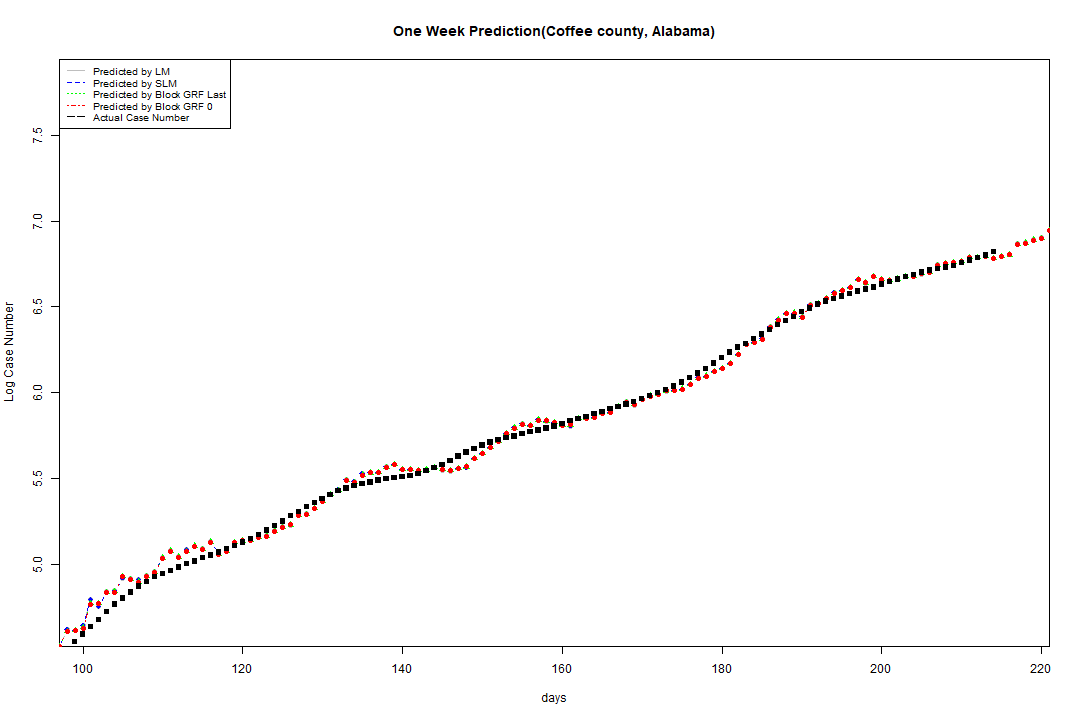 One Week Prediction(Coffee county, Alabama)
Predicted by LM
Predicted by SLM
Predicted by Block GRF Last
Predicted by Block GRF 0
Actual Case Number
7.5
7.0
6.5
6.0
5.5
5.0
Log Case Number
100 120 140 160 180 200 220
days